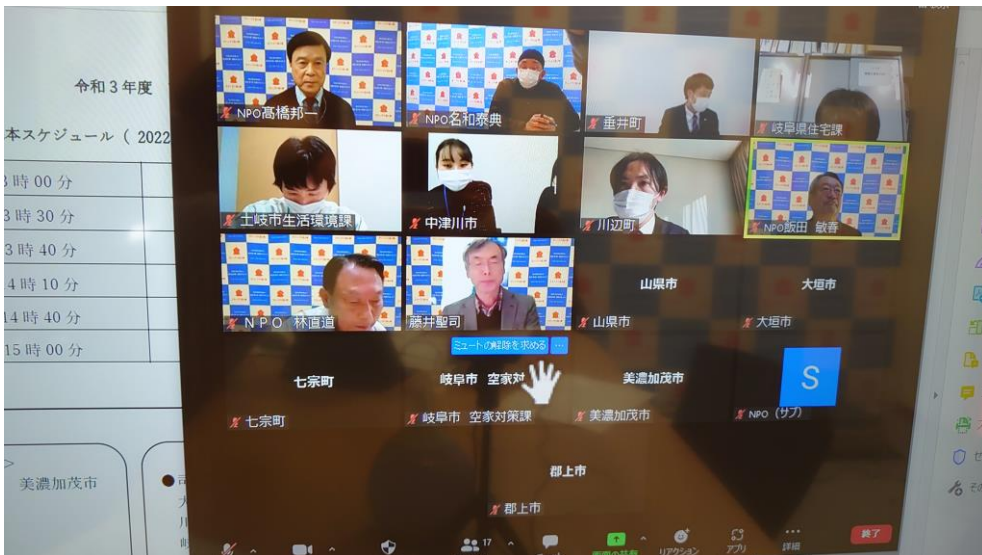 令和3年度
本スケジュール（ 2022
3時00分
3時30分
3時40分
4時10分
14時40分
15時00分
美濃加茂市
NPO髙橋邦一
NPO名和泰典
垂井町
岐阜県住宅課
土岐市生活環境課
中津川市
川辺町
NPO飯田 敏春
NPO 林直道
藤井聖司
山県市
山県市
大垣市
大垣市
ミュートの解除を求める
七宗町
七宗町
岐阜市 空家対
岐阜市 空家対策課
美濃加茂市
美濃加茂市
S
NPO（サブ）
郡上市
郡上市
17
リアクション
アプリ
詳細
終了